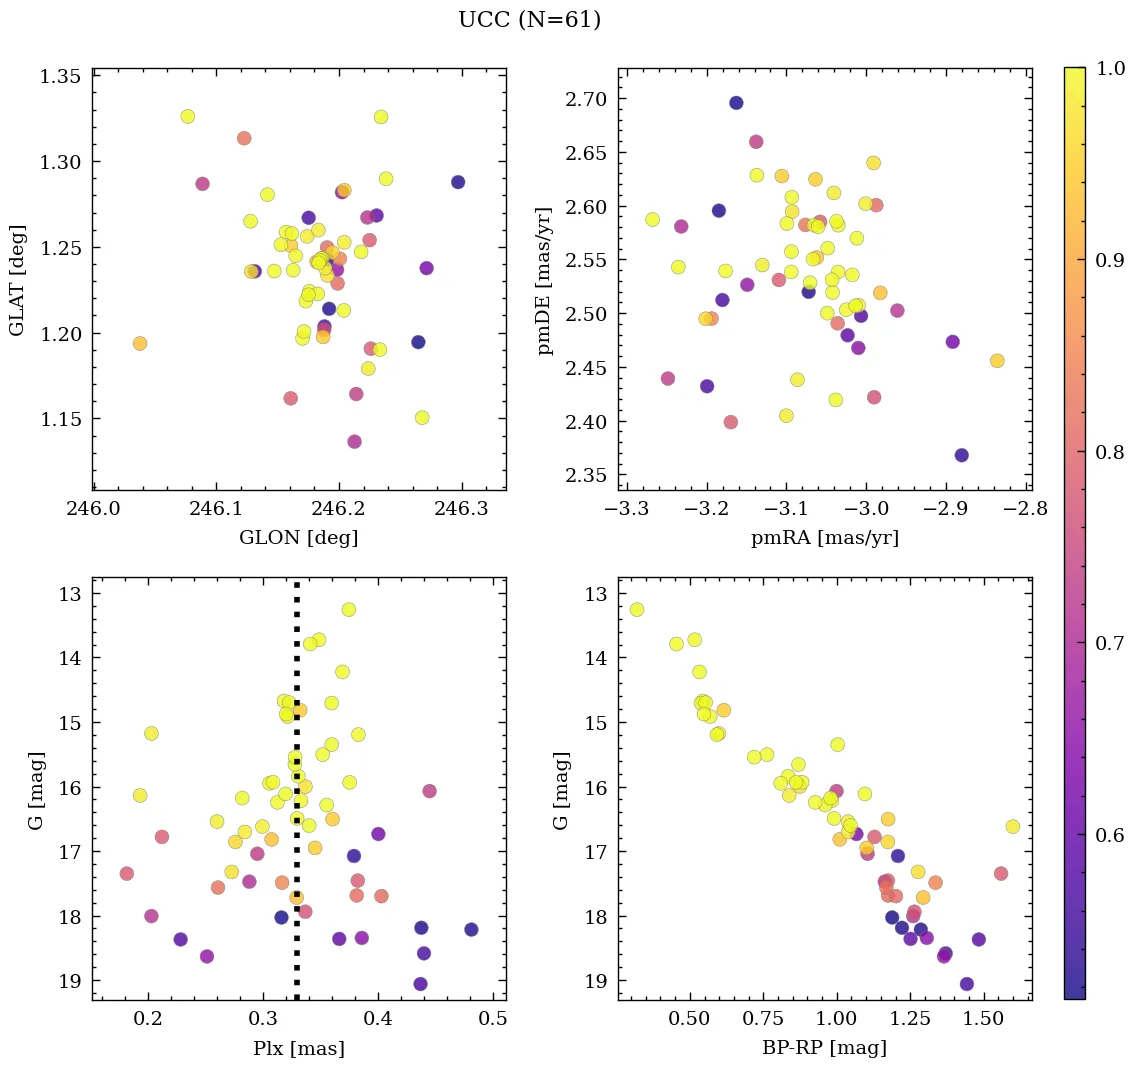 UCC (N=61)
1.35
1.30
1.25
1.20
1.15
GLAT [deg]
246.0 246.1 246.2 246.3
GLON [deg]
2.70
2.65
2.60
2.55
2.50
2.45
2.40
2.35
pmDE [mas/yr]
−3.3 −3.2 −3.1 −3.0 −2.9 −2.8
pmRA [mas/yr]
1.0
0.9
0.8
0.7
0.6
13
14
15
16
17
18
19
G [mag]
0.2 0.3 0.4 0.5
Plx [mas]
13
14
15
16
17
18
19
G [mag]
0.50 0.75 1.00 1.25 1.50
BP-RP [mag]